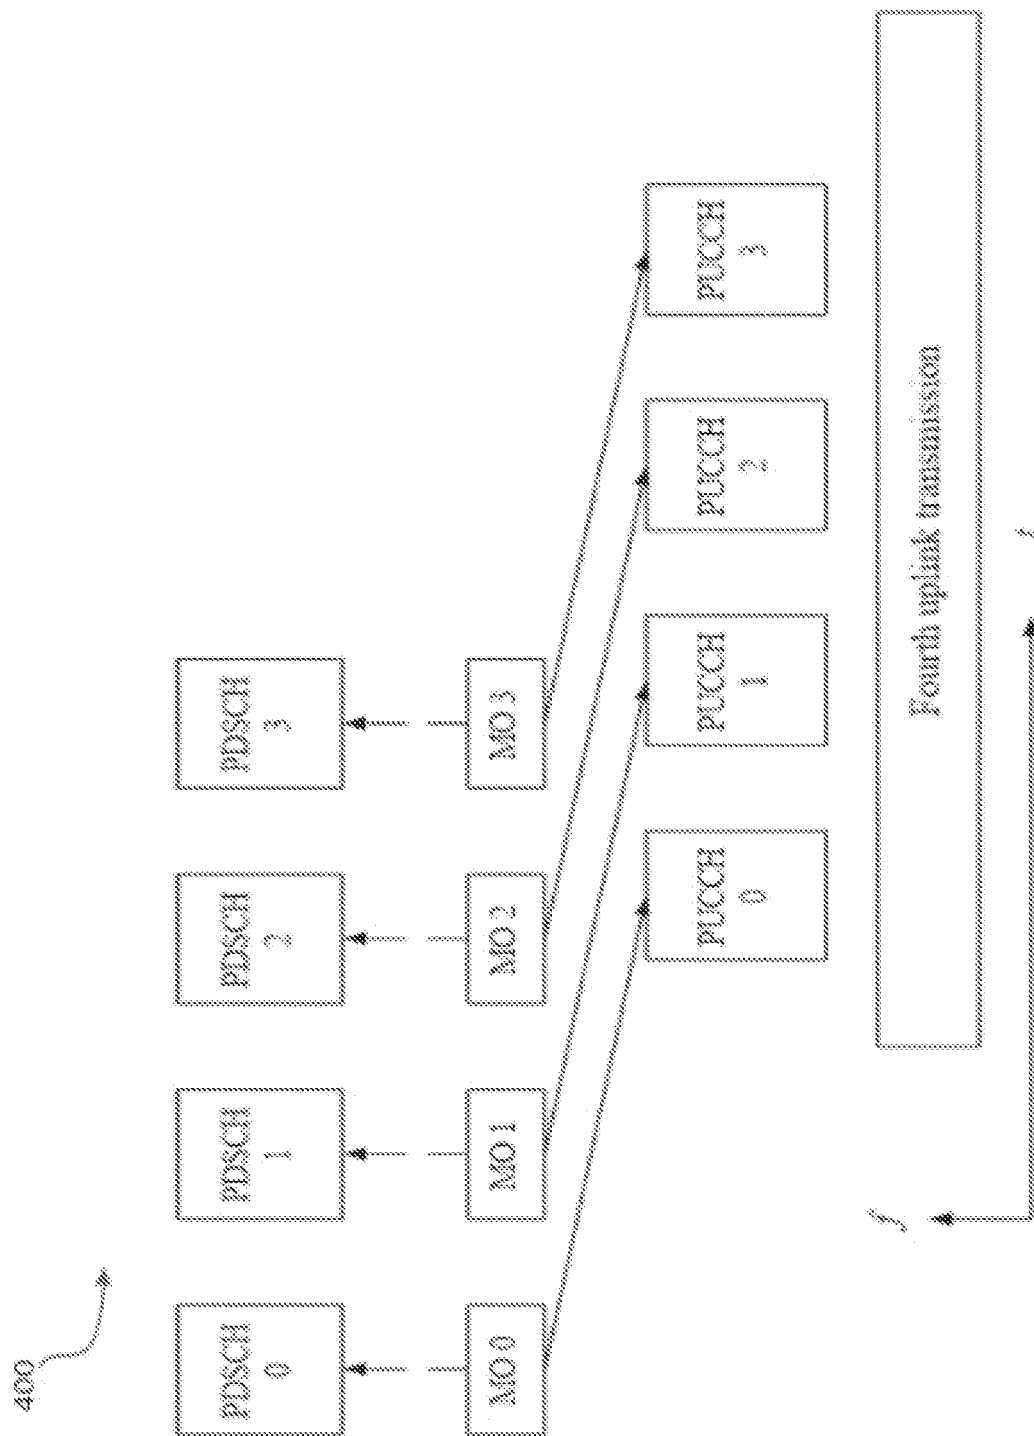 400
PDSCH
0
PDSCH
1
PDSCH
2
PDSCH
3
MO 0
MO 1
MO 2
MO 3
PUCCH
0
PUCCH
1
PUCCH
2
PUCCH
3
Fourth uplink transmission
f
t